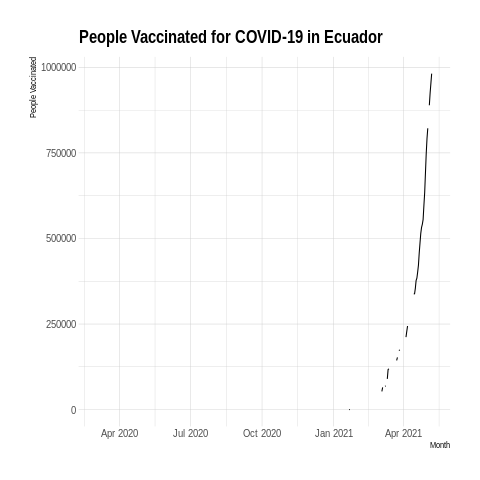 People Vaccinated for COVID-19 in Ecuador
People Vaccinated
1000000
750000
500000
250000
0
Apr 2020 Jul 2020 Oct 2020 Jan 2021 Apr 2021
Month